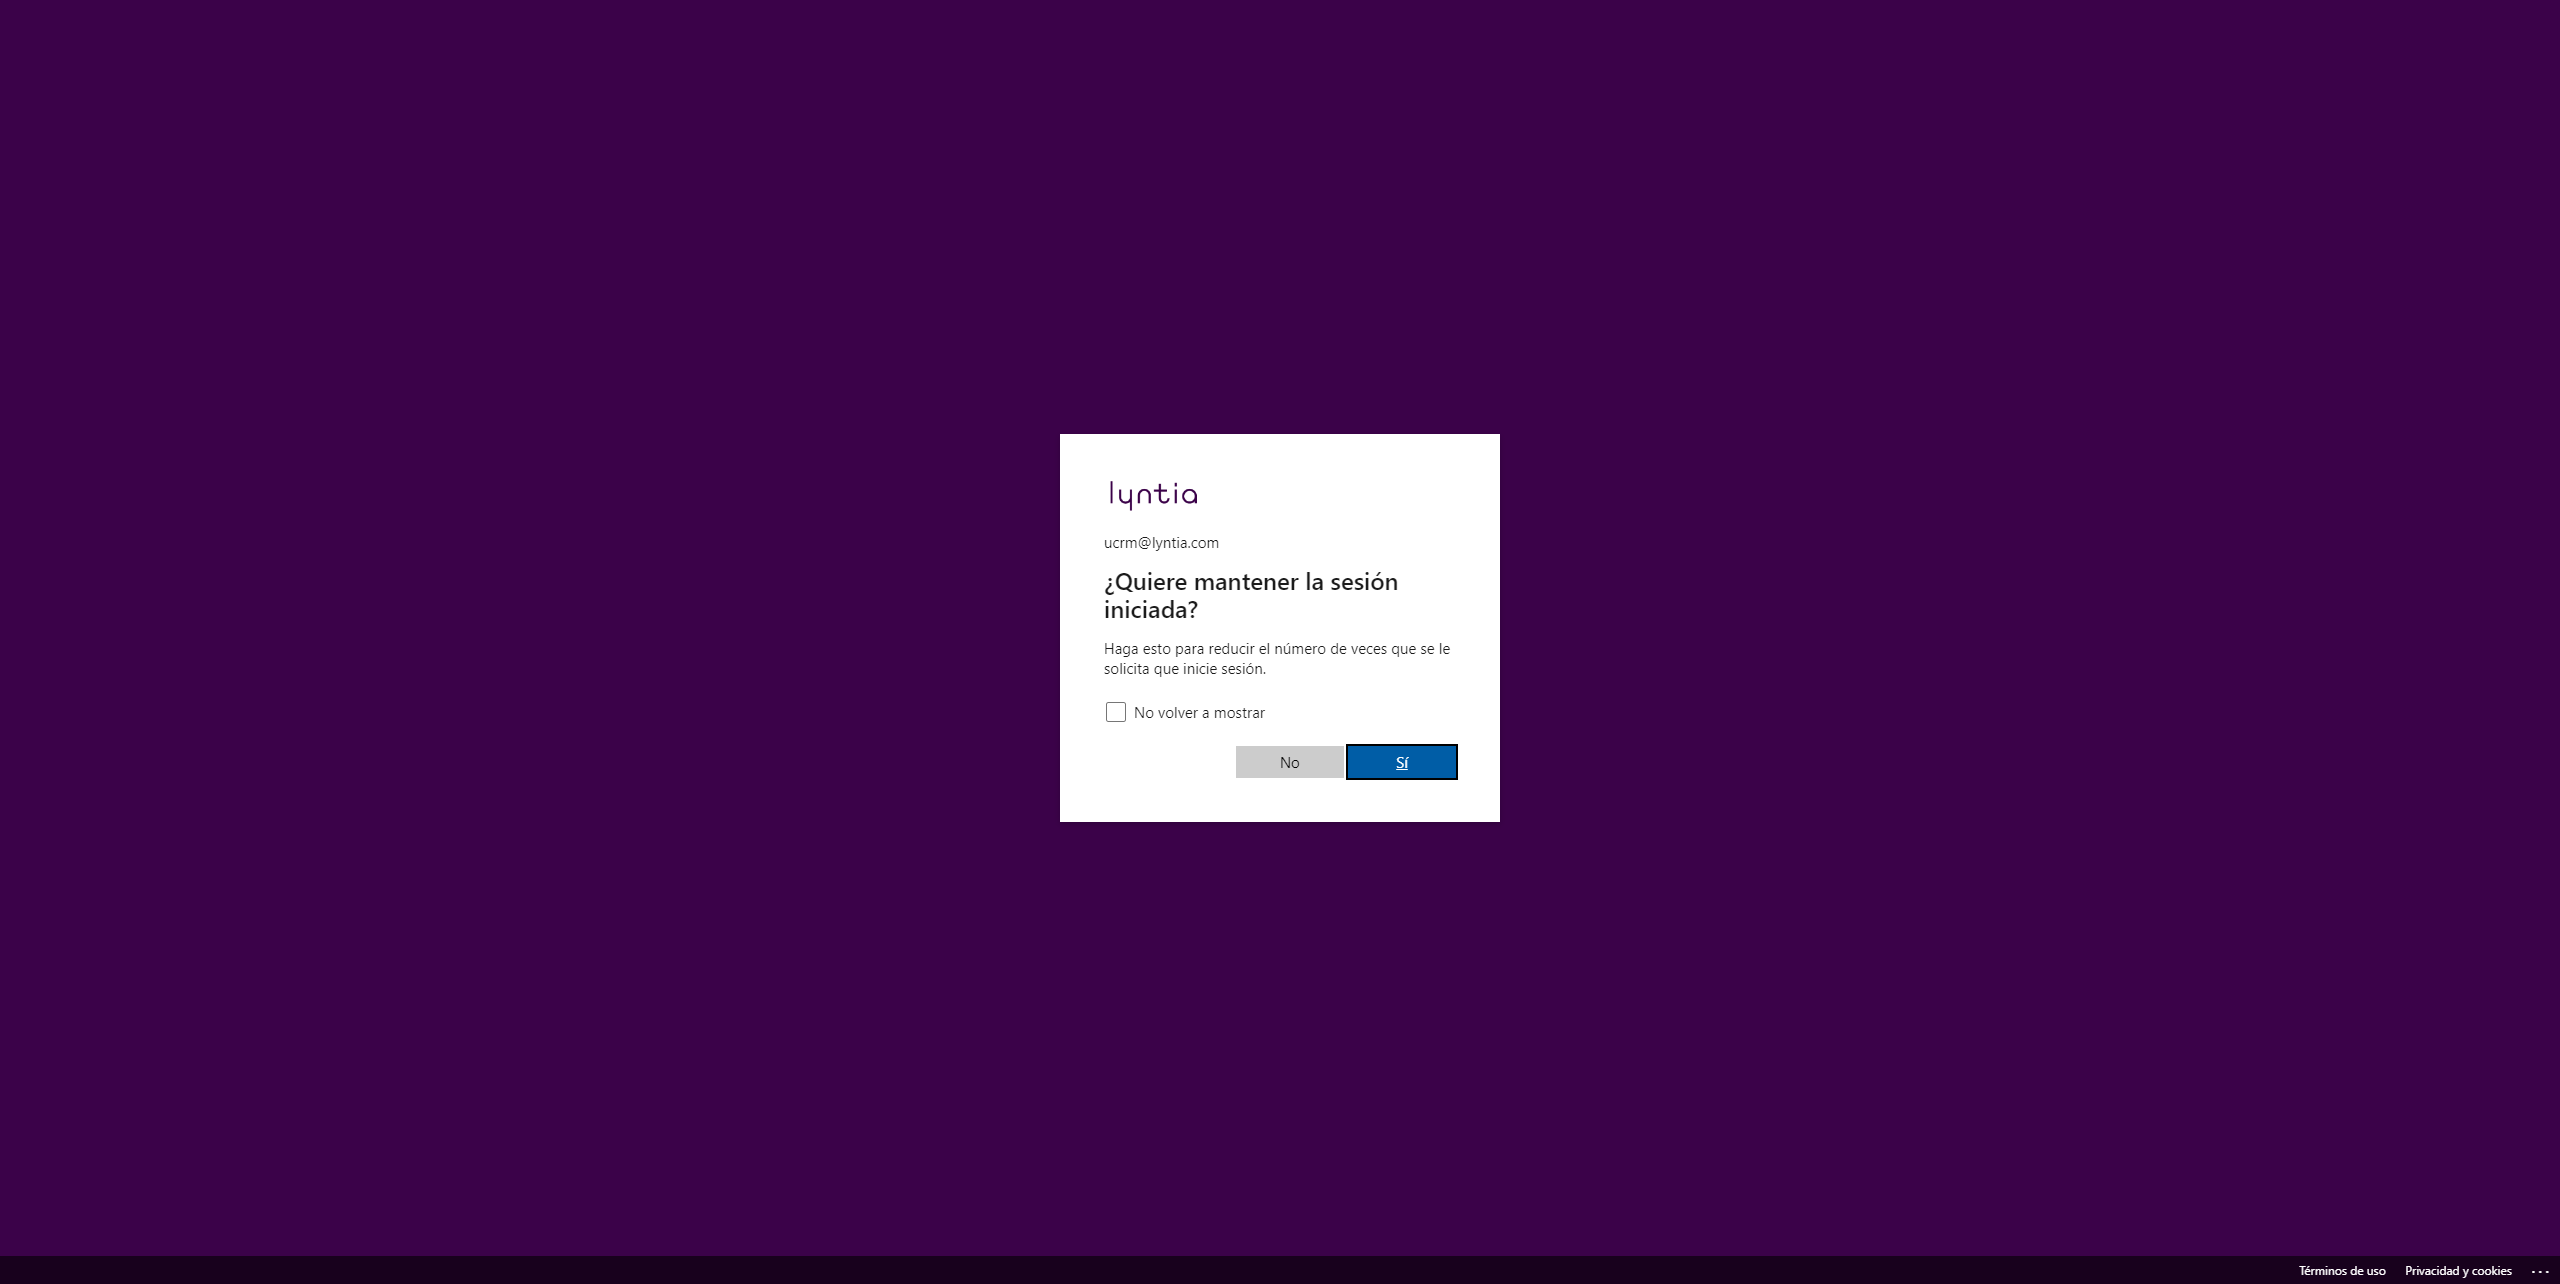 lyntia
ucrm@lyntia.com
¿Quiere mantener la sesión
iniciada?
Haga esto para reducir el número de veces que se le
solicita que inicie sesión.
No volver a mostrar
No
Sí
Términos de uso
Privacidad y cookies
...